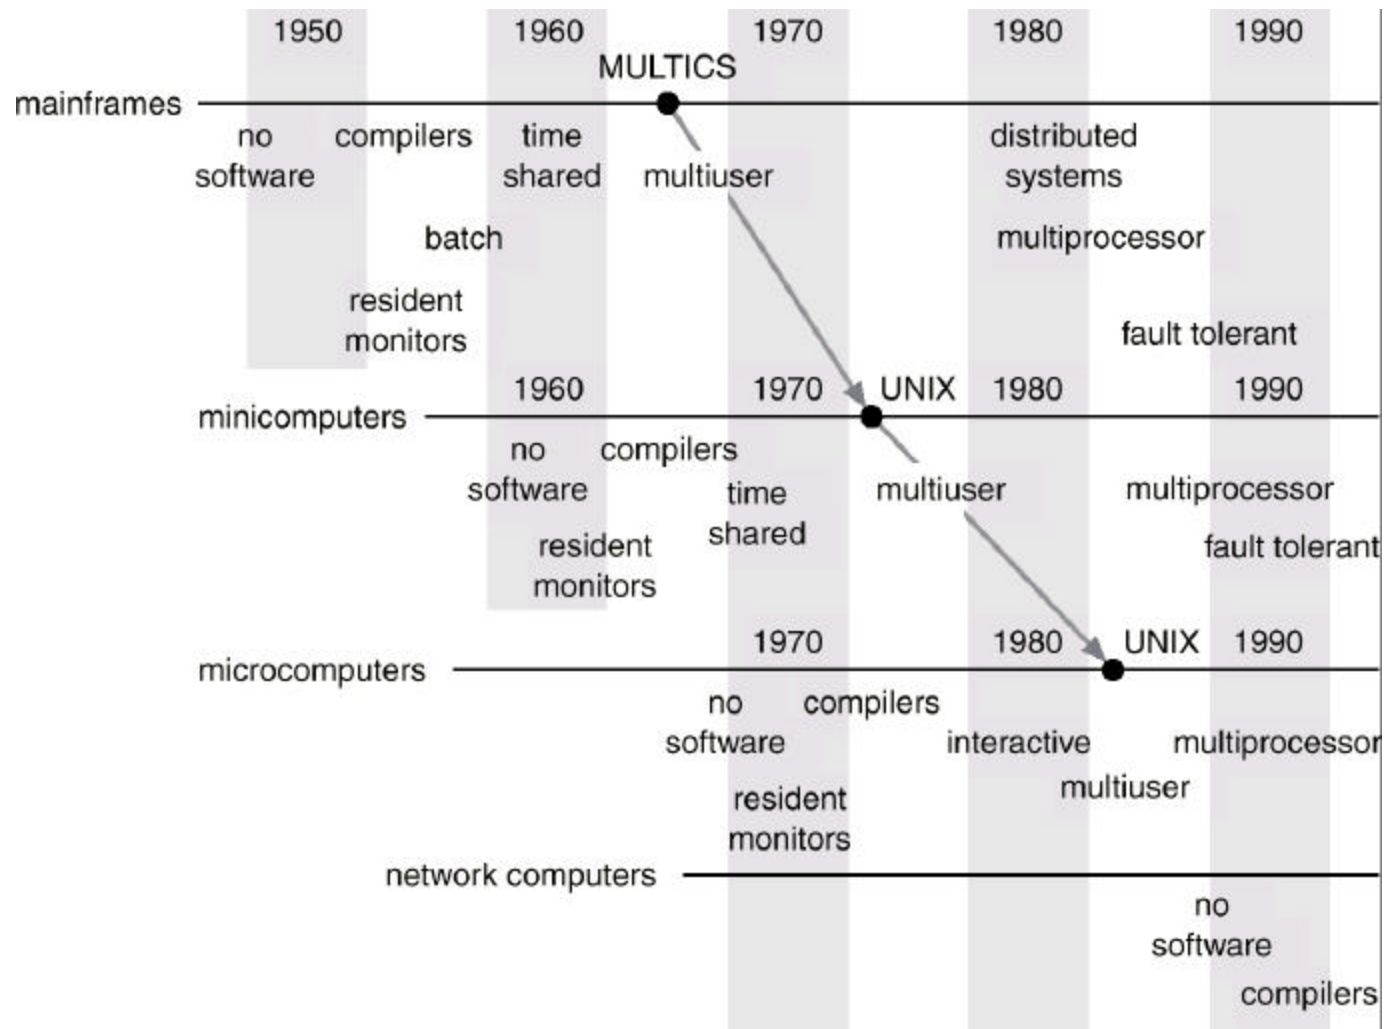 1950 1960 1970 1980 1990
MULTICS
mainframes
no compilers time distributed
software shared multiuser systems
batch multiprocessor
resident
monitors fault tolerant
1960 1970 UNIX 1980 1990
minicomputers
no compilers
software time multiuser multiprocessor
shared
resident fault tolerant
monitors
1970 1980 UNIX 1990
microcomputers
no compilers
software interactive multiprocessor
multiuser
resident
monitors
network computers
no
software
compilers